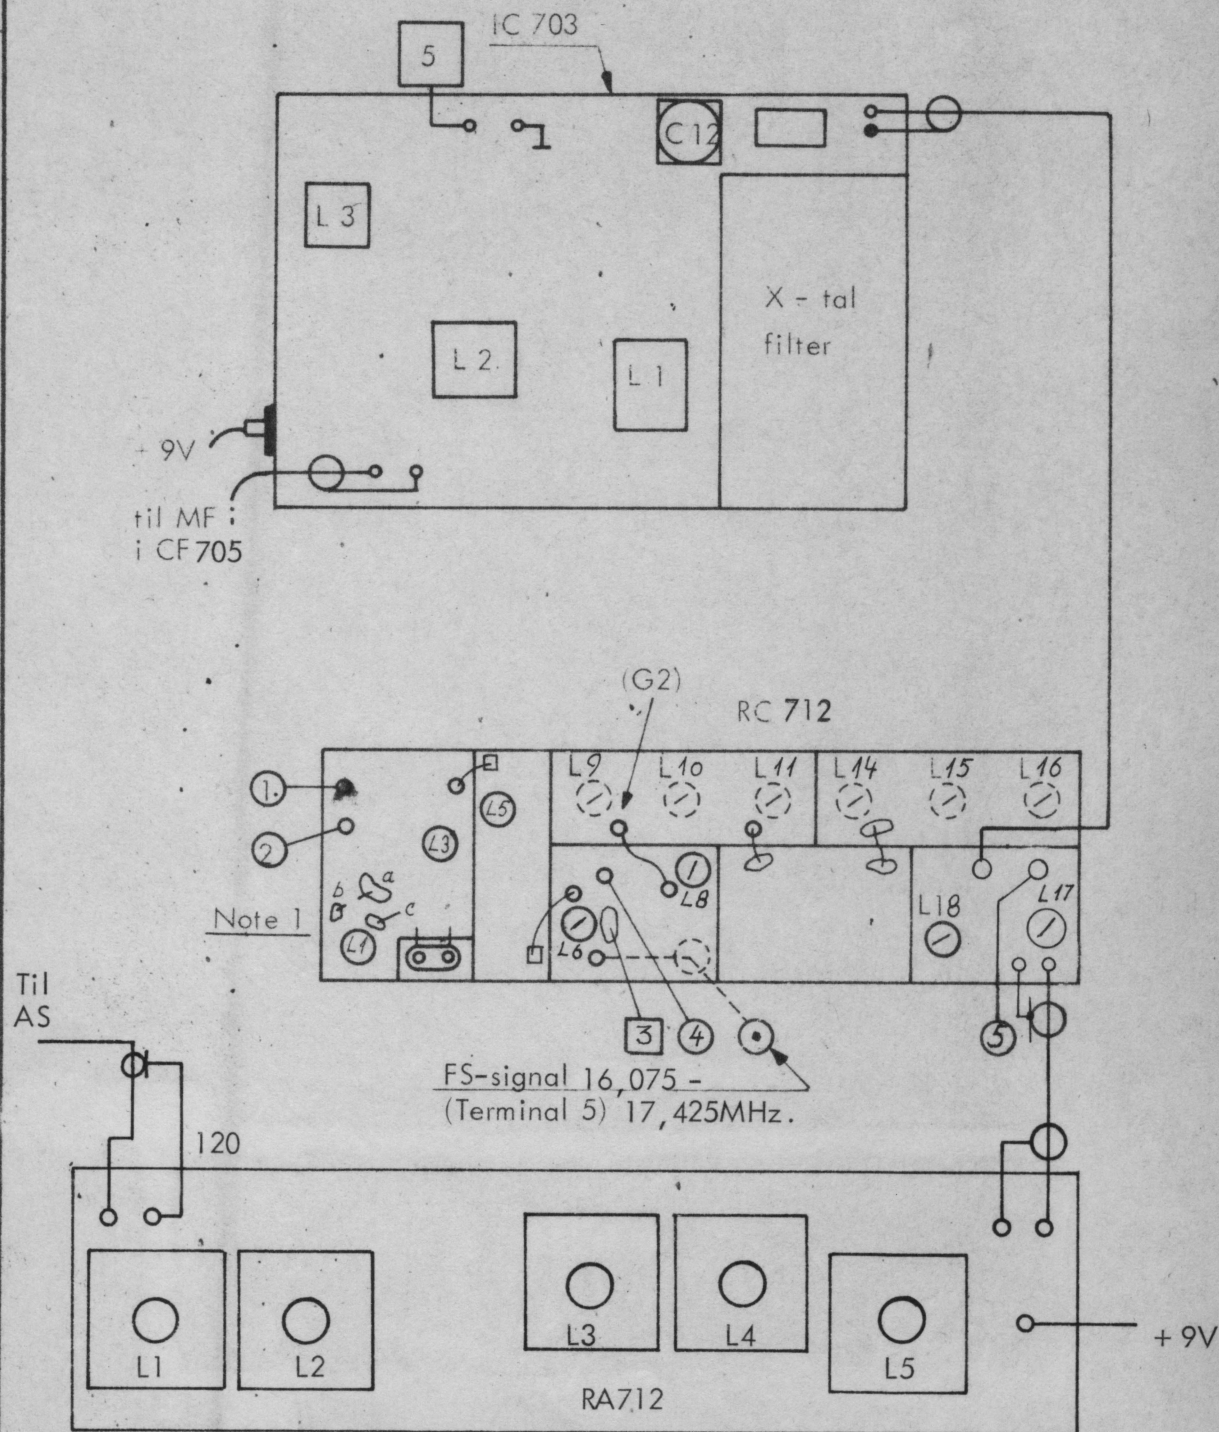 IC 703
5
C 12
L 3
X - tal
filter
L 2
L 1
+ 9V
til MF
i CF 705
(G2)
RC 712
L9
L10
L11
L14
L15
L16
1
L5
2
L3
L8
b
a
c
L18
L17
Note 1
L1
L6
Til
AS
3
4
5
FS-signal 16,075 -
(Terminal 5) 17,425MHz.
120
L1
L2
L3
L4
L5
+ 9V
RA712